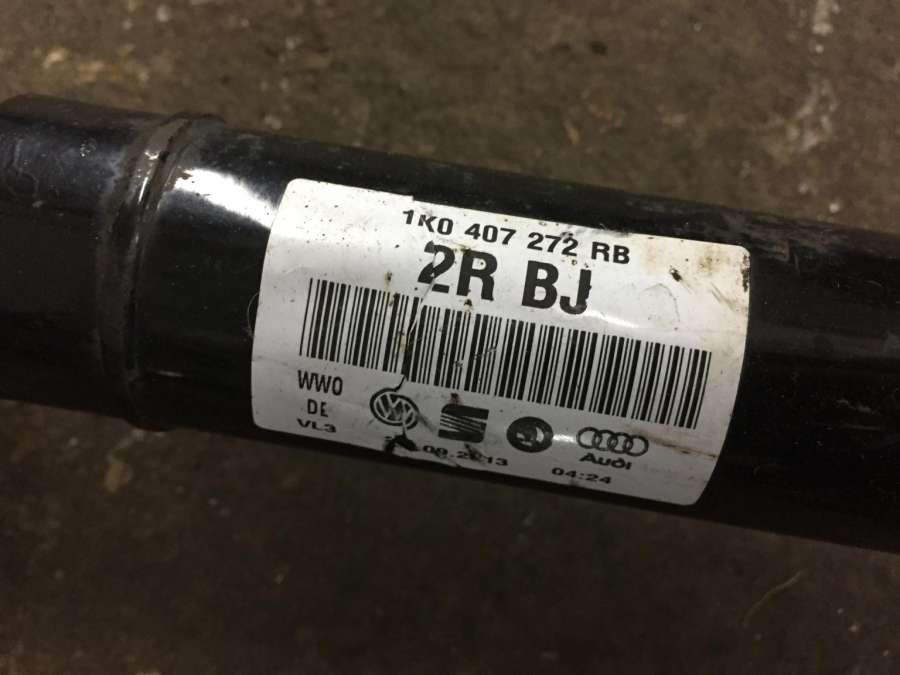 1K0 407 272 RB
2R BJ
WWO
DE
VL3
Audi
04:24